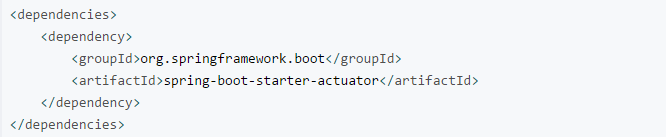 <dependencies>
    <dependency>
        <groupId>org.springframework.boot</groupId>
        <artifactId>spring-boot-starter-actuator</artifactId>
    </dependency>
</dependencies>